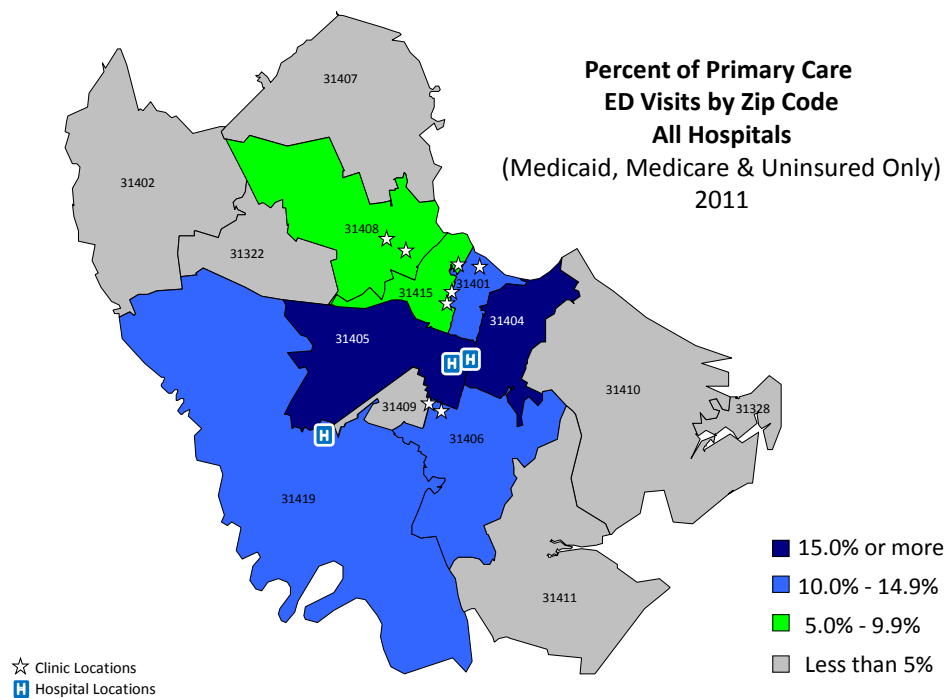 Percent of Primary Care
ED Visits by Zip Code
All Hospitals
(Medicaid, Medicare & Uninsured Only)
2011
31407
31402
31408
31322
31415
31401
31404
31405
H H
31410
31409
31328
31406
H
31419
31411
15.0% or more
10.0% - 14.9%
5.0% - 9.9%
Less than 5%
Clinic Locations
H Hospital Locations